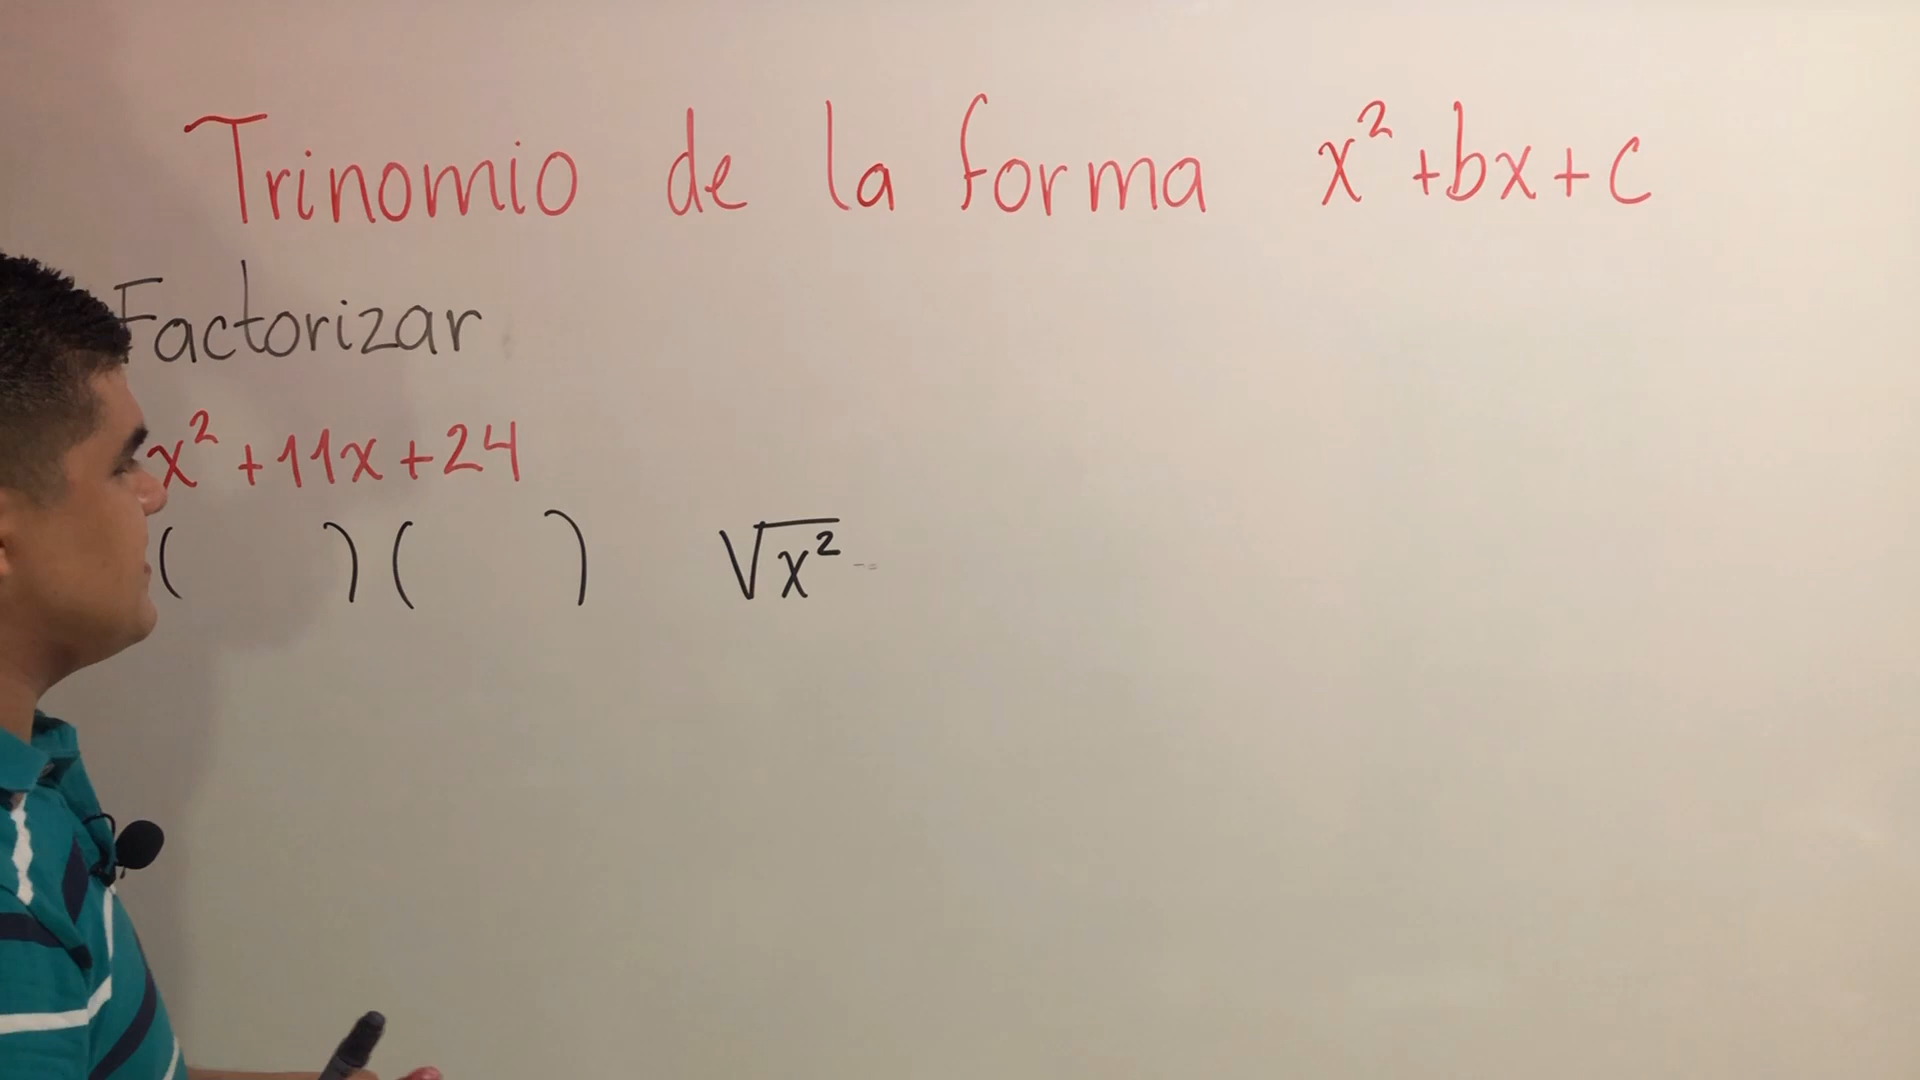 Trinomio de la forma x²+bx+c
Factorizar
x²+11x+24
( )( ) √x²